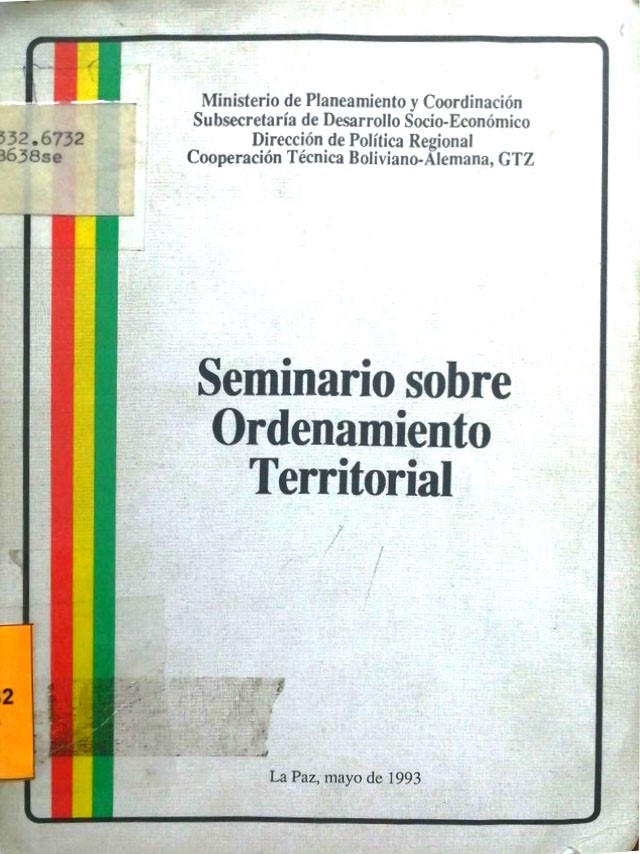 Ministerio de Planeamiento y Coordinación
Subsecretaría de Desarrollo Socio-Económico
Dirección de Política Regional
Cooperación Técnica Boliviano-Alemana, GTZ
332.6732
B638se
Seminario sobre
Ordenamiento
Territorial
La Paz, mayo de 1993